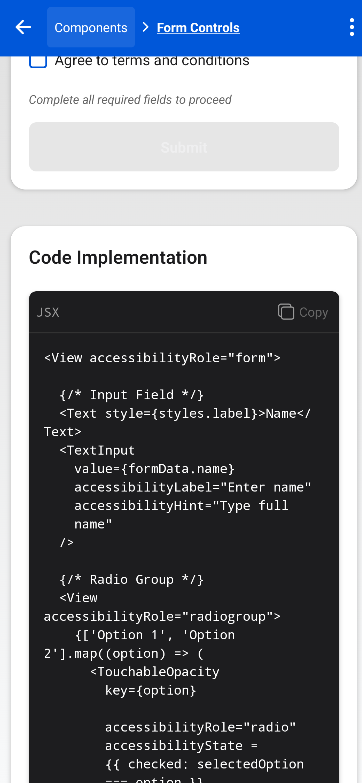 Components > Form Controls
Agree to terms and conditions
Complete all required fields to proceed
Submit
Code Implementation
JSX
Copy
<View accessibilityRole="form">
{/* Input Field */}
<Text style={styles.label}>Name</
Text>
<TextInput
value={formData.name}
accessibilityLabel="Enter name"
accessibilityHint="Type full
name"
/>
{/* Radio Group */}
<View
accessibilityRole="radiogroup">
{['Option 1', 'Option
2'].map((option) => (
<TouchableOpacity
key={option}
accessibilityRole="radio"
accessibilityState =
{{ checked: selectedOption
=== option }}